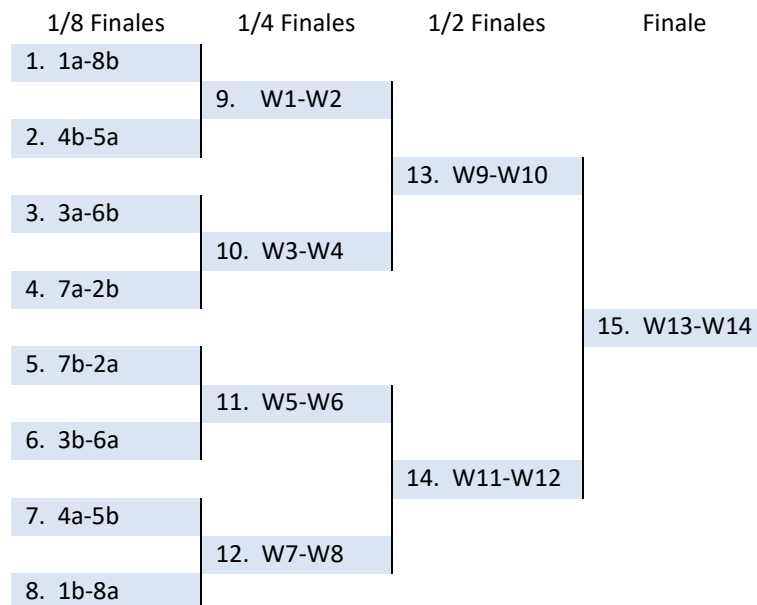 1/8 Finales 1/4 Finales 1/2 Finales Finale
1. 1a-8b
9. W1-W2
2. 4b-5a
13. W9-W10
3. 3a-6b
10. W3-W4
4. 7a-2b
15. W13-W14
5. 7b-2a
11. W5-W6
6. 3b-6a
14. W11-W12
7. 4a-5b
12. W7-W8
8. 1b-8a